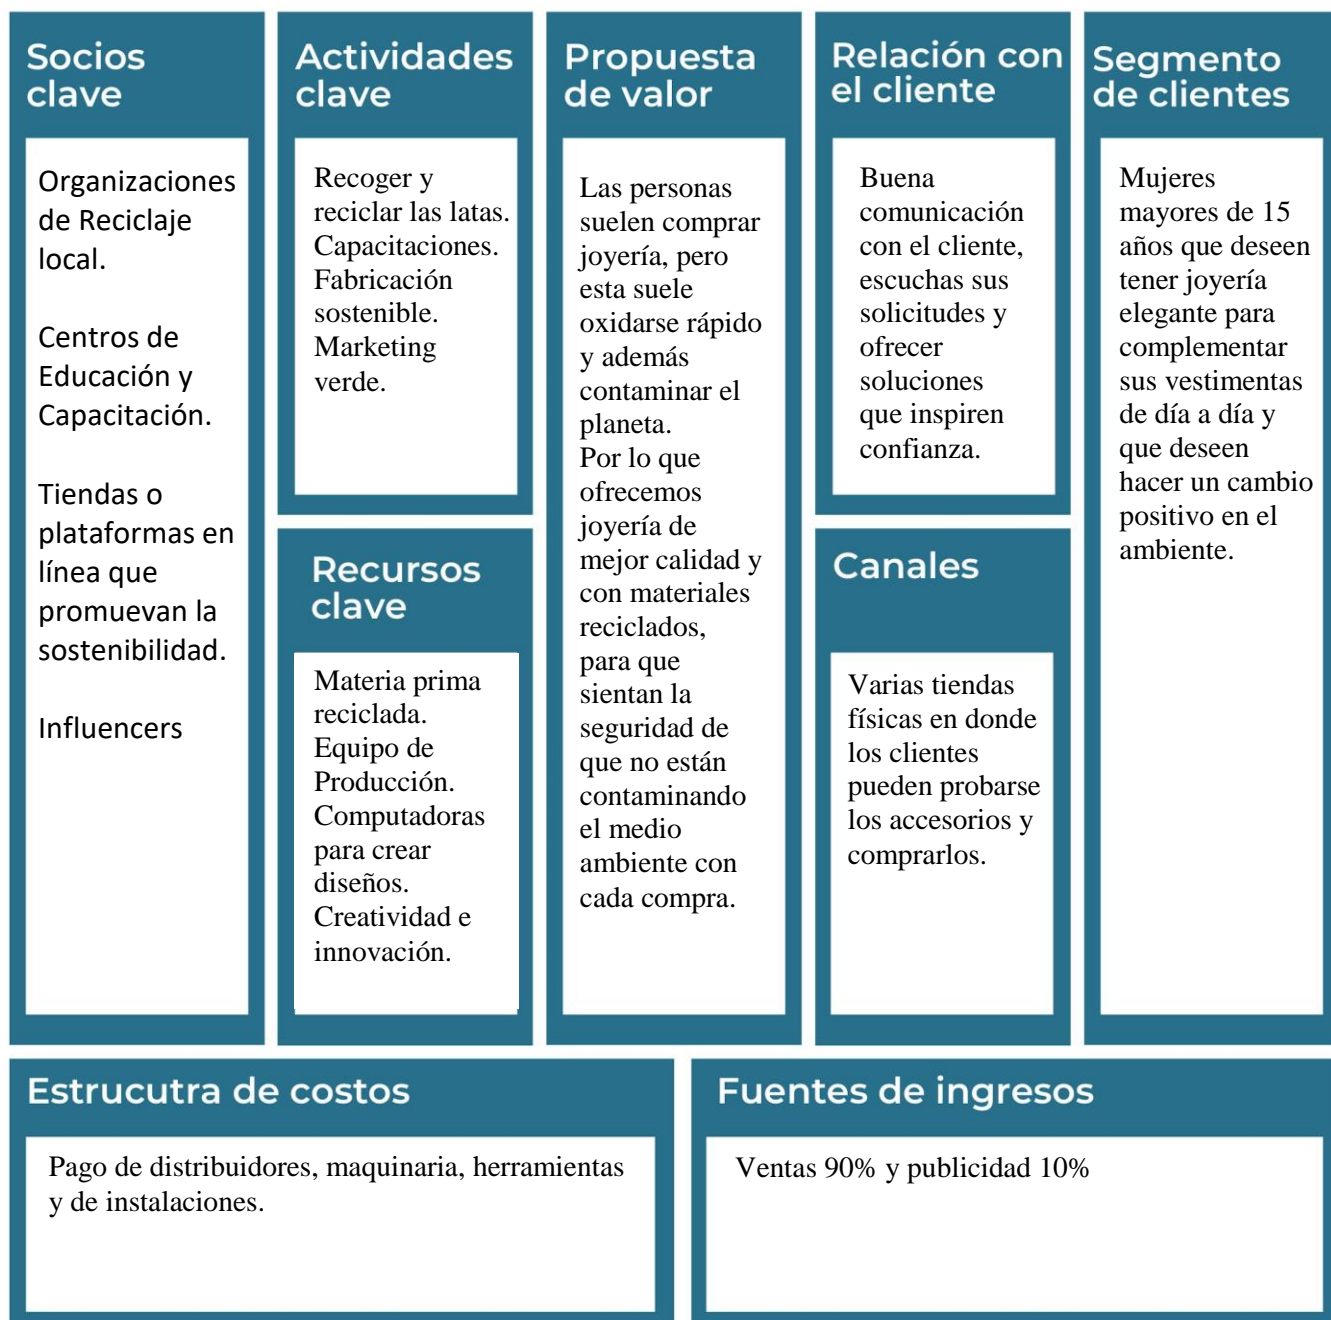 Socios
clave
Organizaciones
de Reciclaje
local.
Centros de
Educación y
Capacitación.
Tiendas o
plataformas en
línea que
promuevan la
sostenibilidad.
Influencers
Actividades
clave
Recoger y
reciclar las latas.
Capacitaciones.
Fabricación
sostenible.
Marketing
verde.
Recursos
clave
Materia prima
reciclada.
Equipo de
Producción.
Computadoras
para crear
diseños.
Creatividad e
innovación.
Propuesta
de valor
Las personas
suelen comprar
joyería, pero
esta suele
oxidarse rápido
y además
contaminar el
planeta.
Por lo que
ofrecemos
joyería de
mejor calidad y
con materiales
reciclados,
para que
sientan la
seguridad de
que no están
contaminando
el medio
ambiente con
cada compra.
Relación con
el cliente
Buena
comunicación
con el cliente,
escuchas sus
solicitudes y
ofrecer
soluciones
que inspiren
confianza.
Canales
Varias tiendas
físicas en donde
los clientes
pueden probarse
los accesorios y
comprarlos.
Segmento
de clientes
Mujeres
mayores de 15
años que deseen
tener joyería
elegante para
complementar
sus vestimentas
de día a día y
que deseen
hacer un cambio
positivo en el
ambiente.
Estrucutra de costos
Pago de distribuidores, maquinaria, herramientas
y de instalaciones.
Fuentes de ingresos
Ventas 90% y publicidad 10%